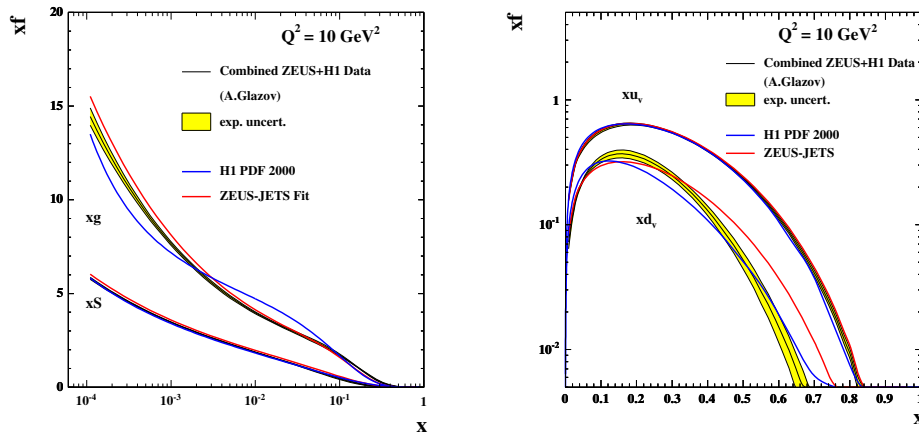 xf
20
15
10
5
0
Q² = 10 GeV²
Combined ZEUS+H1 Data
(A.Glazov)
exp. uncert.
H1 PDF 2000
ZEUS-JETS Fit
xg
xS
10⁻⁴ 10⁻³ 10⁻² 10⁻¹ 1
x
xf
1
10⁻¹
10⁻²
Q² = 10 GeV²
Combined ZEUS+H1 Data
(A.Glazov)
exp. uncert.
H1 PDF 2000
ZEUS-JETS
xuᵥ
xdᵥ
0 0.1 0.2 0.3 0.4 0.5 0.6 0.7 0.8 0.9 1
x